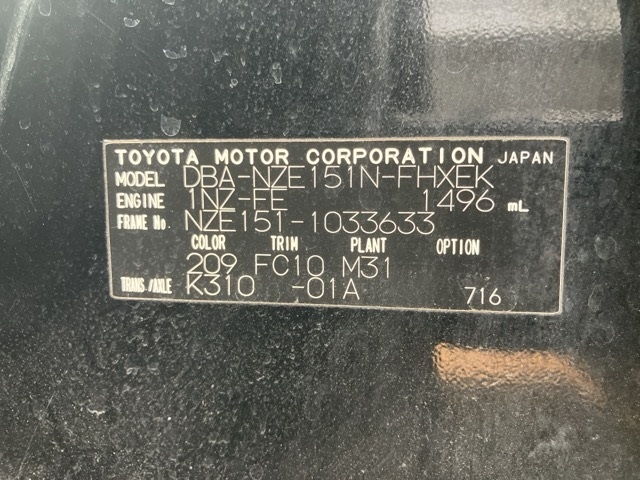 TOYOTA MOTOR CORPORATION JAPAN
MODEL DBA-NZE151N-FHXEK
ENGINE 1NZ-FE 1496 mL
FRAME No. NZE151-1033633
COLOR TRIM PLANT OPTION
209 FC10 M31
TRANS./AXLE K310 -01A 716